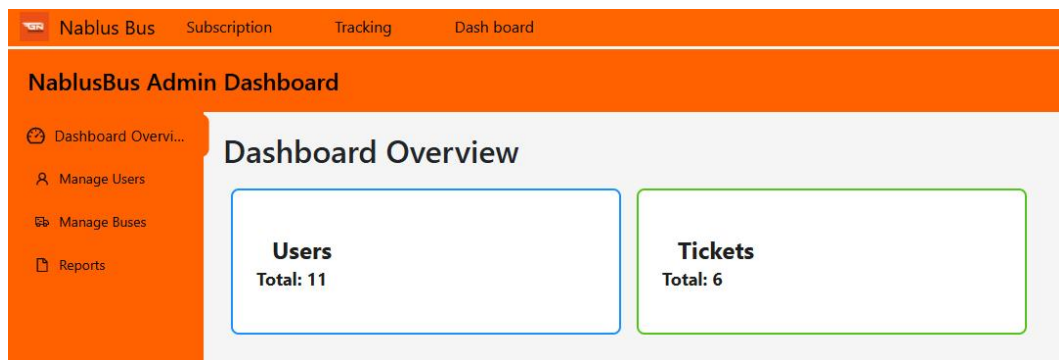 Nablus Bus Subscription Tracking Dash board
NablusBus Admin Dashboard
Dashboard Overvi...
Manage Users
Manage Buses
Reports
Dashboard Overview
Users
Total: 11
Tickets
Total: 6